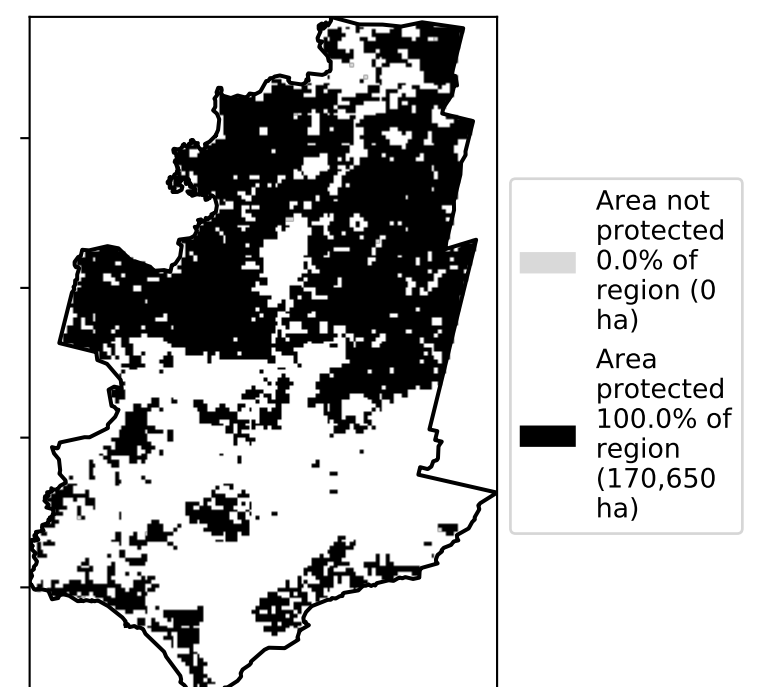 Area not
protected
0.0% of
region (0
ha)
Area
protected
100.0% of
region
(170,650
ha)